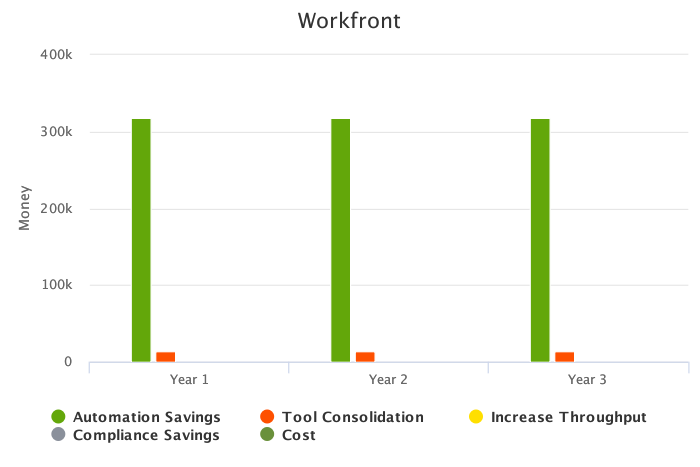 Workfront
400k
300k
200k
100k
0
Money
Year 1 Year 2 Year 3
Automation Savings Tool Consolidation Increase Throughput
Compliance Savings Cost